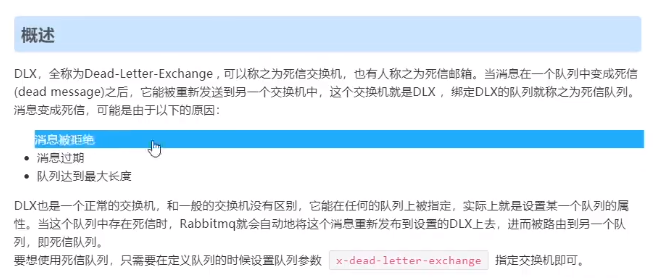 概述
DLX，全称为Dead-Letter-Exchange , 可以称之为死信交换机，也有人称之为死信邮箱。当消息在一个队列中变成死信
(dead message)之后，它能被重新发送到另一个交换机中，这个交换机就是DLX ，绑定DLX的队列就称之为死信队列。
消息变成死信，可能是由于以下的原因：
消息被拒绝
消息过期
队列达到最大长度
DLX也是一个正常的交换机，和一般的交换机没有区别，它能在任何的队列上被指定，实际上就是设置某一个队列的属
性。当这个队列中存在死信时，Rabbitmq就会自动地将这个消息重新发布到设置的DLX上去，进而被路由到另一个队
列，即死信队列。
要想使用死信队列，只需要在定义队列的时候设置队列参数 x-dead-letter-exchange 指定交换机即可。